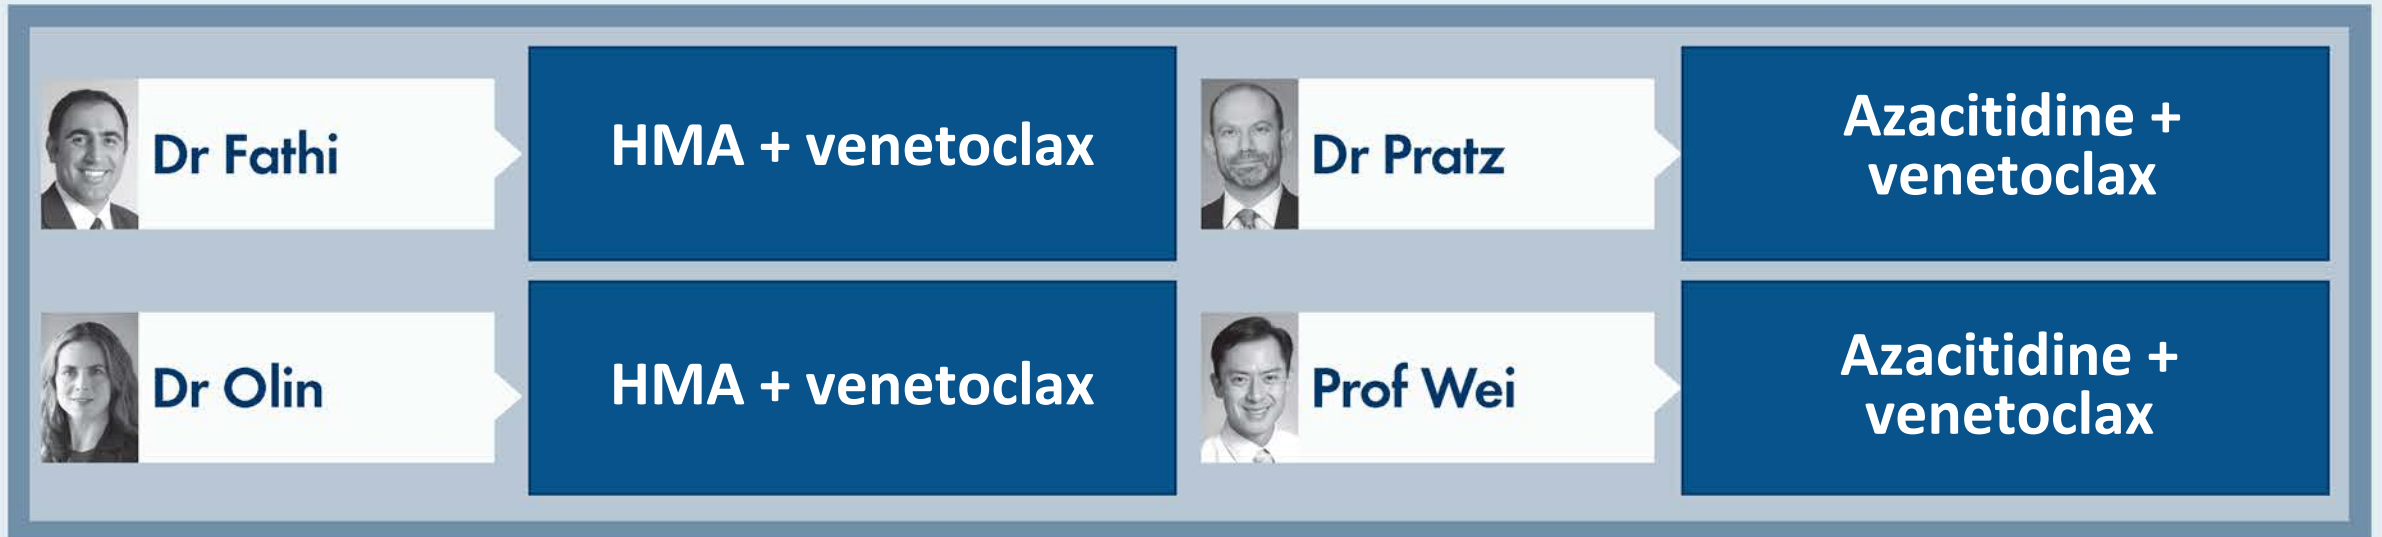 Dr Fathi
HMA + venetoclax
Dr Pratz
Azacitidine +
venetoclax
Dr Olin
HMA + venetoclax
Prof Wei
Azacitidine +
venetoclax